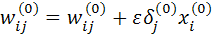 w_{ij}^{(0)} = w_{ij}^{(0)} + εδ_j^{(0)} x_i^{(0)}